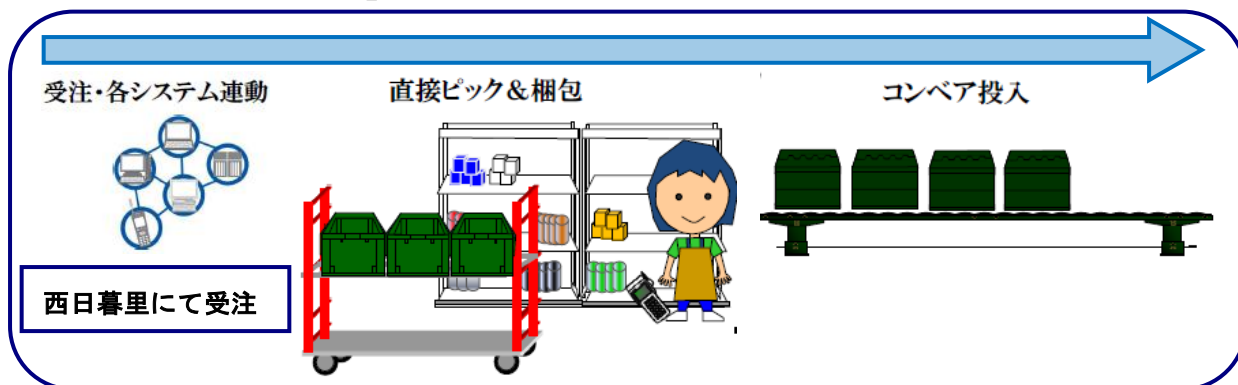 受注・各システム連動
直接ピック＆梱包
コンベア投入
西日暮里にて受注